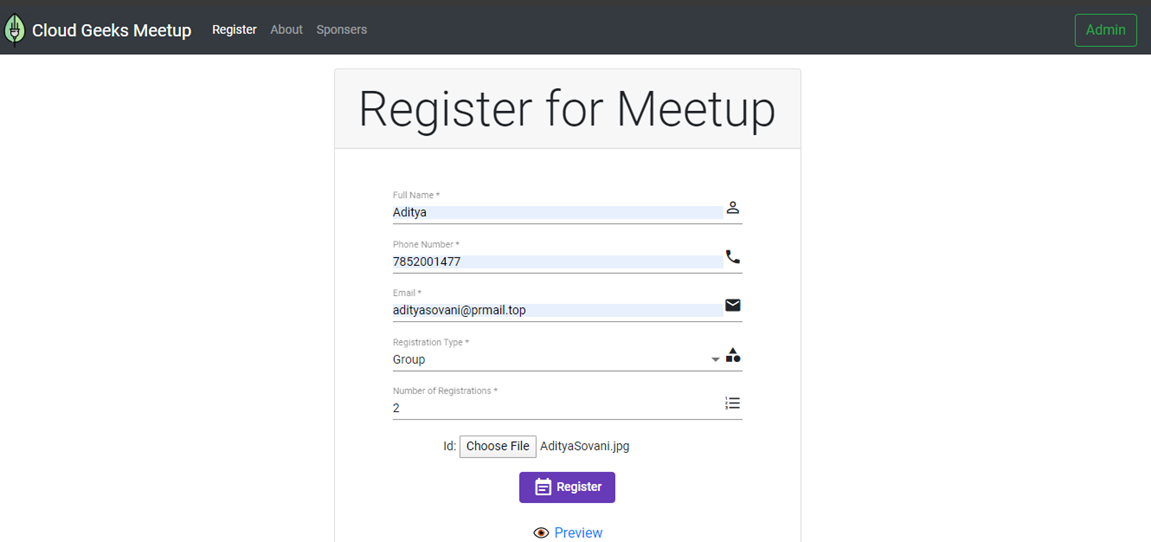 Cloud Geeks Meetup Register About Sponsers Admin
Register for Meetup
Full Name *
Aditya
Phone Number *
7852001477
Email *
adityasovani@prmail.top
Registration Type *
Group
Number of Registrations *
2
Id: Choose File AdityaSovani.jpg
Register
Preview